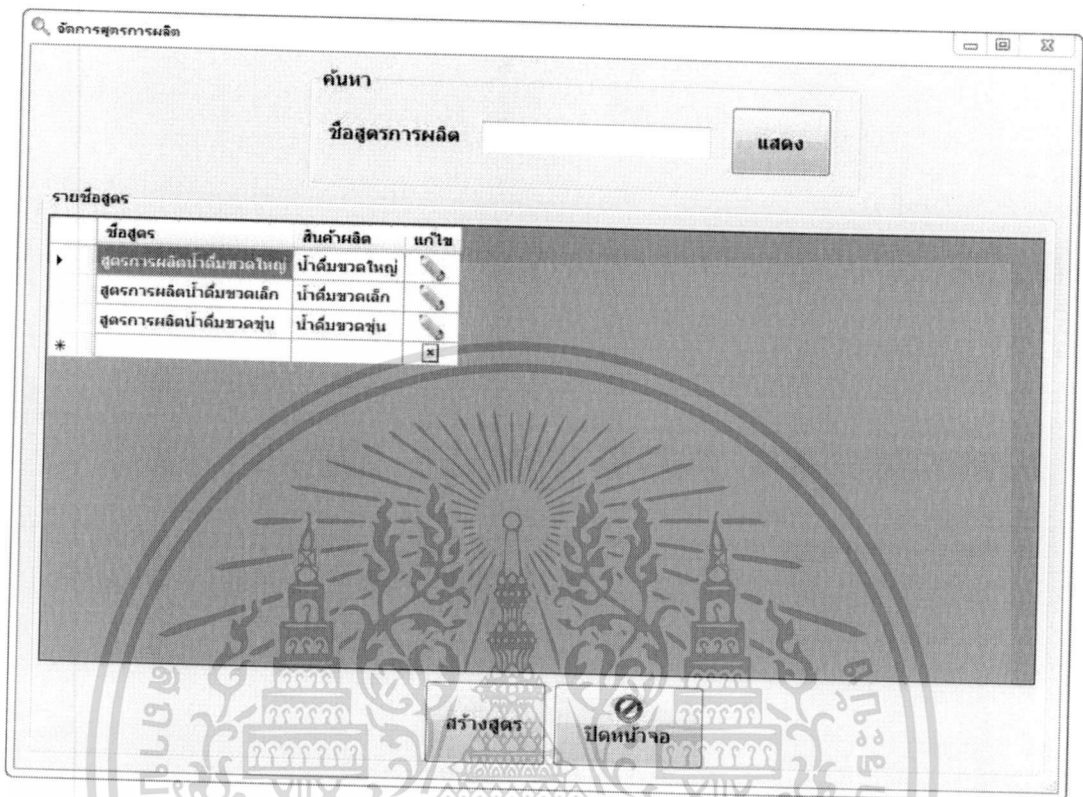 จัดการสูตรการผลิต
ค้นหา
ชื่อสูตรการผลิต
แสดง
รายชื่อสูตร
ชื่อสูตร สินค้าผลิต แก้ไข
สูตรการผลิตน้ำดื่มขวดใหญ่ น้ำดื่มขวดใหญ่
สูตรการผลิตน้ำดื่มขวดเล็ก น้ำดื่มขวดเล็ก
สูตรการผลิตน้ำดื่มขวดขุ่น น้ำดื่มขวดขุ่น
สร้างสูตร
ปิดหน้าจอ